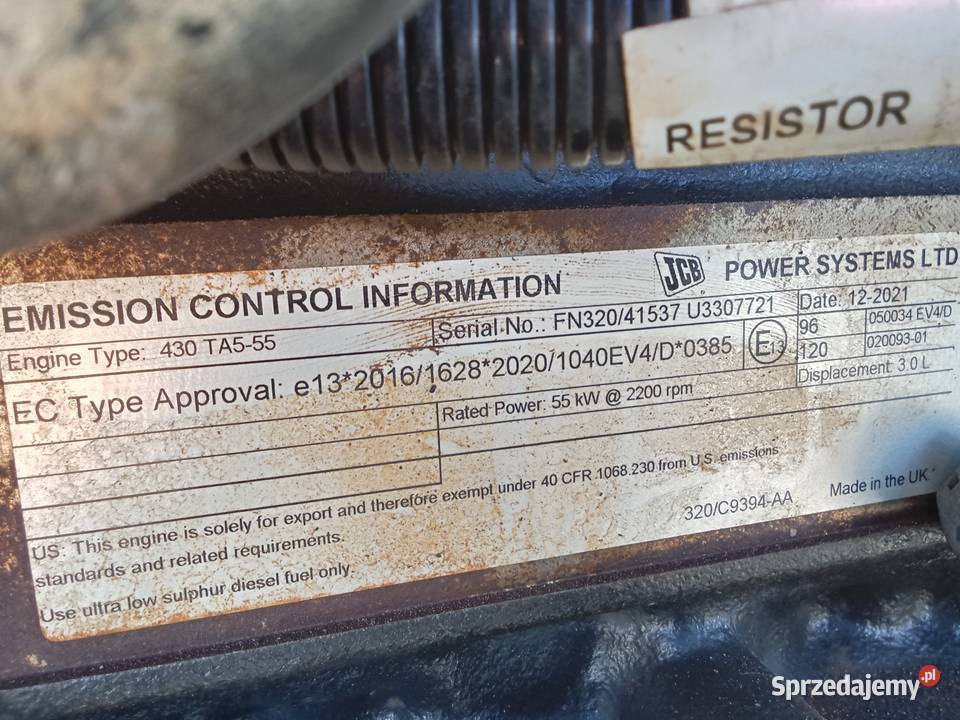 RESISTOR
EMISSION CONTROL INFORMATION JCB POWER SYSTEMS LTD
Engine Type: 430 TA5-55 Serial No.: FN320/41537 U3307721 Date: 12-2021
EC Type Approval: e13*2016/1628*2020/1040EV4/D*0385 E13 96 050034 EV4/D
120 020093-01
Rated Power: 55 kW @ 2200 rpm Displacement: 3.0 L
US: This engine is solely for export and therefore exempt under 40 CFR 1068.230 from U.S. emissions
standards and related requirements.
320/C9394-AA Made in the UK
Use ultra low sulphur diesel fuel only.
Sprzedajemy.pl